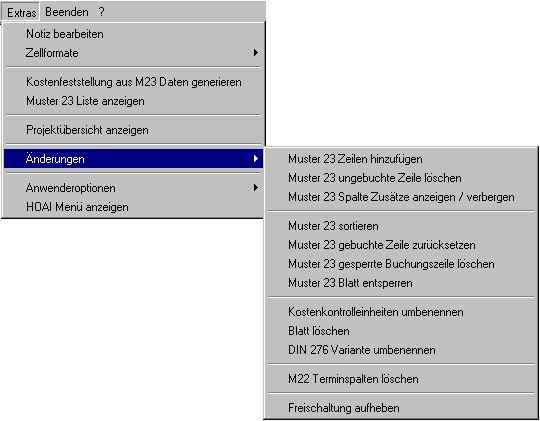 Extras Beenden ?
Notiz bearbeiten
Zellformate
Kostenfeststellung aus M23 Daten generieren
Muster 23 Liste anzeigen
Projektübersicht anzeigen
Änderungen
Anwenderoptionen
HOAI Menü anzeigen
Muster 23 Zeilen hinzufügen
Muster 23 ungebuchte Zeile löschen
Muster 23 Spalte Zusätze anzeigen / verbergen
Muster 23 sortieren
Muster 23 gebuchte Zeile zurücksetzen
Muster 23 gesperrte Buchungszeile löschen
Muster 23 Blatt entsperren
Kostenkontrolleinheiten umbenennen
Blatt löschen
DIN 276 Variante umbenennen
M22 Terminspalten löschen
Freischaltung aufheben